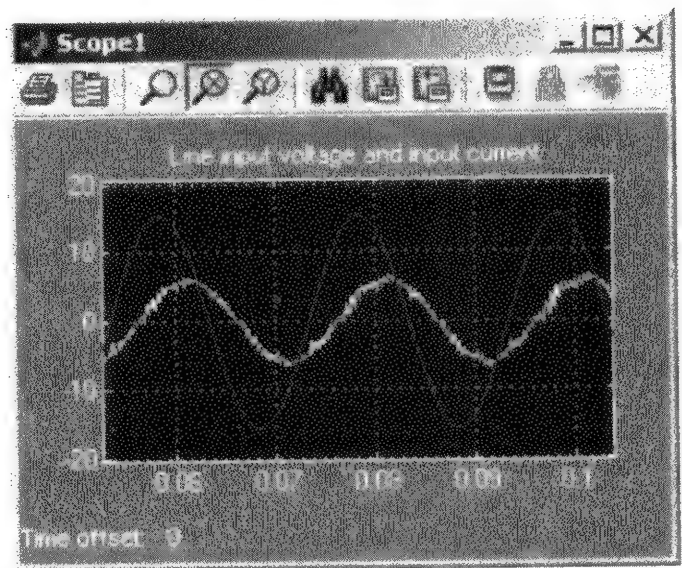 Scope1
Line input voltage and input current
20
10
0
-10
-20
0.06 0.07 0.08 0.09 0.1
Time offset: 0